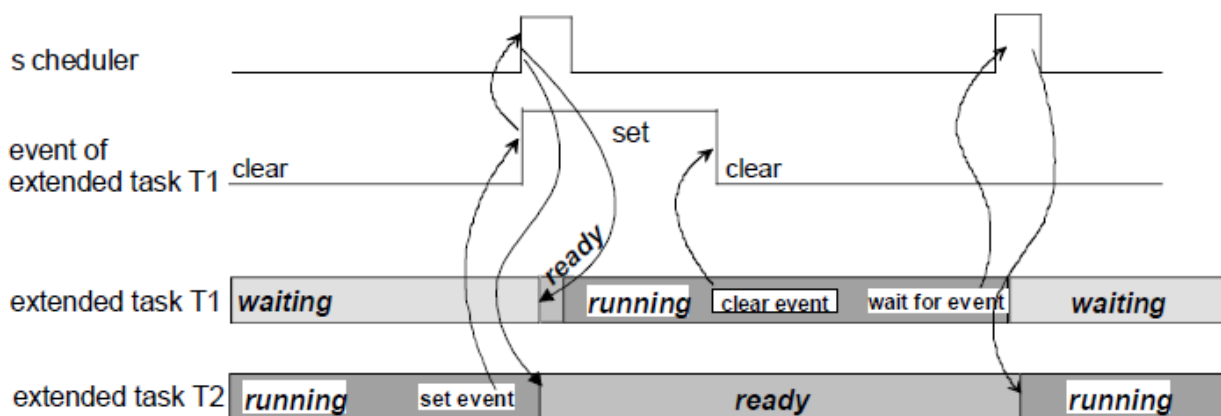 s cheduler
set
event of
extended task T1
clear
clear
ready
extended task T1
waiting
running
clear event
wait for event
waiting
extended task T2
running
set event
ready
running